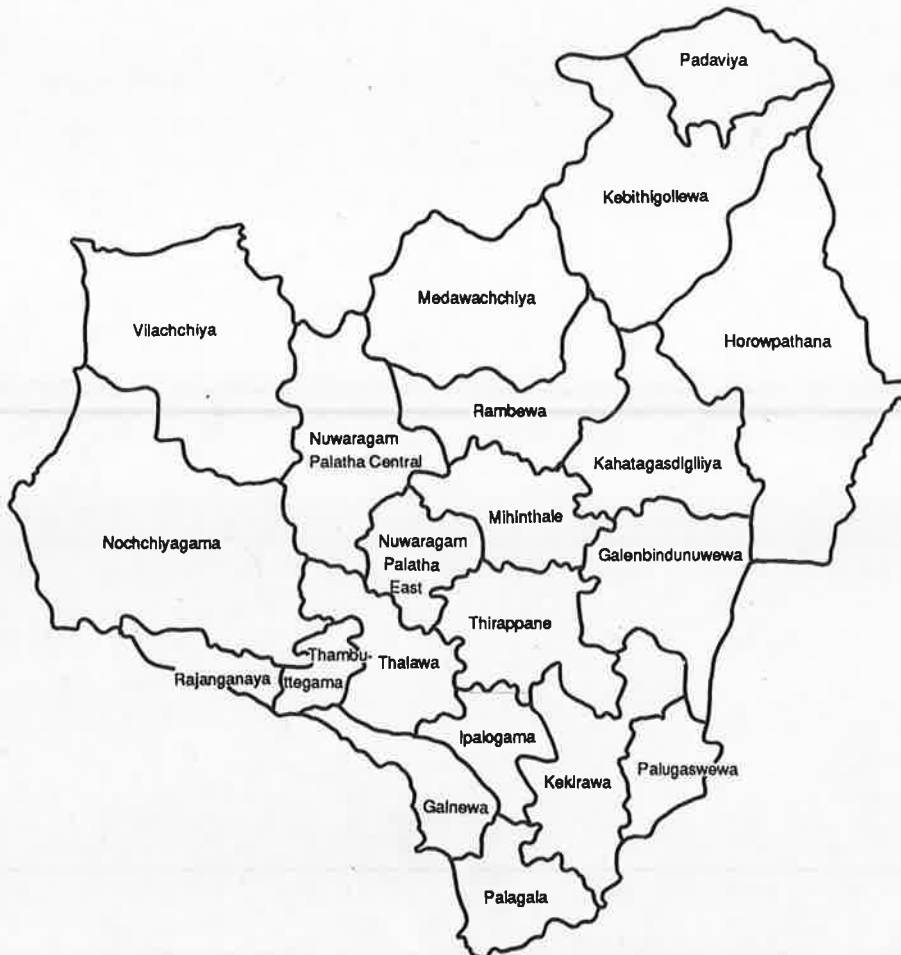 Padaviya
Kebithigollewa
Medawachchiya
Vilachchiya
Horowpathana
Rambewa
Nuwaragam
Palatha Central
Kahatagasdigiliya
Mihinthale
Nochchiyagama
Nuwaragam
Palatha
East
Galenbindunuwewa
Thirappane
Thambu-
ttegama
Thalawa
Rajanganaya
Ipalogama
Kekirawa
Palugaswewa
Galnewa
Palagala